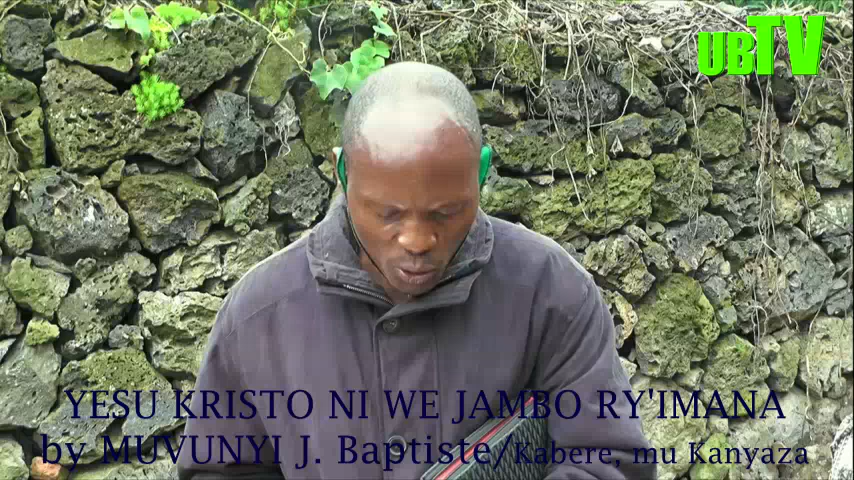 UBTV
YESU KRISTO NI WE JAMBO RY'IMANA
by MUVUNYI J. Baptiste/Kabere, mu Kanyaza